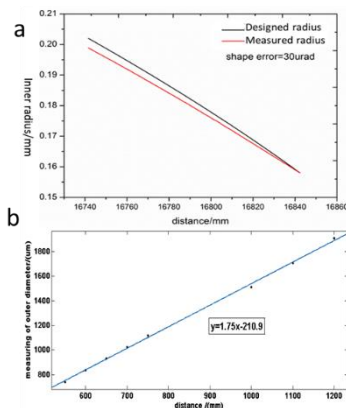 a
Designed radius
Measured radius
shape error=30urad
Inner radius/mm
0.21
0.20
0.19
0.18
0.17
0.16
0.15
16740 16760 16780 16800 16820 16840 16860
distance/mm
b
measuring of outer diameter/(um)
1800
1600
1400
1200
1000
800
y=1.75x-210.9
600 700 800 900 1000 1100 1200
distance /(mm)